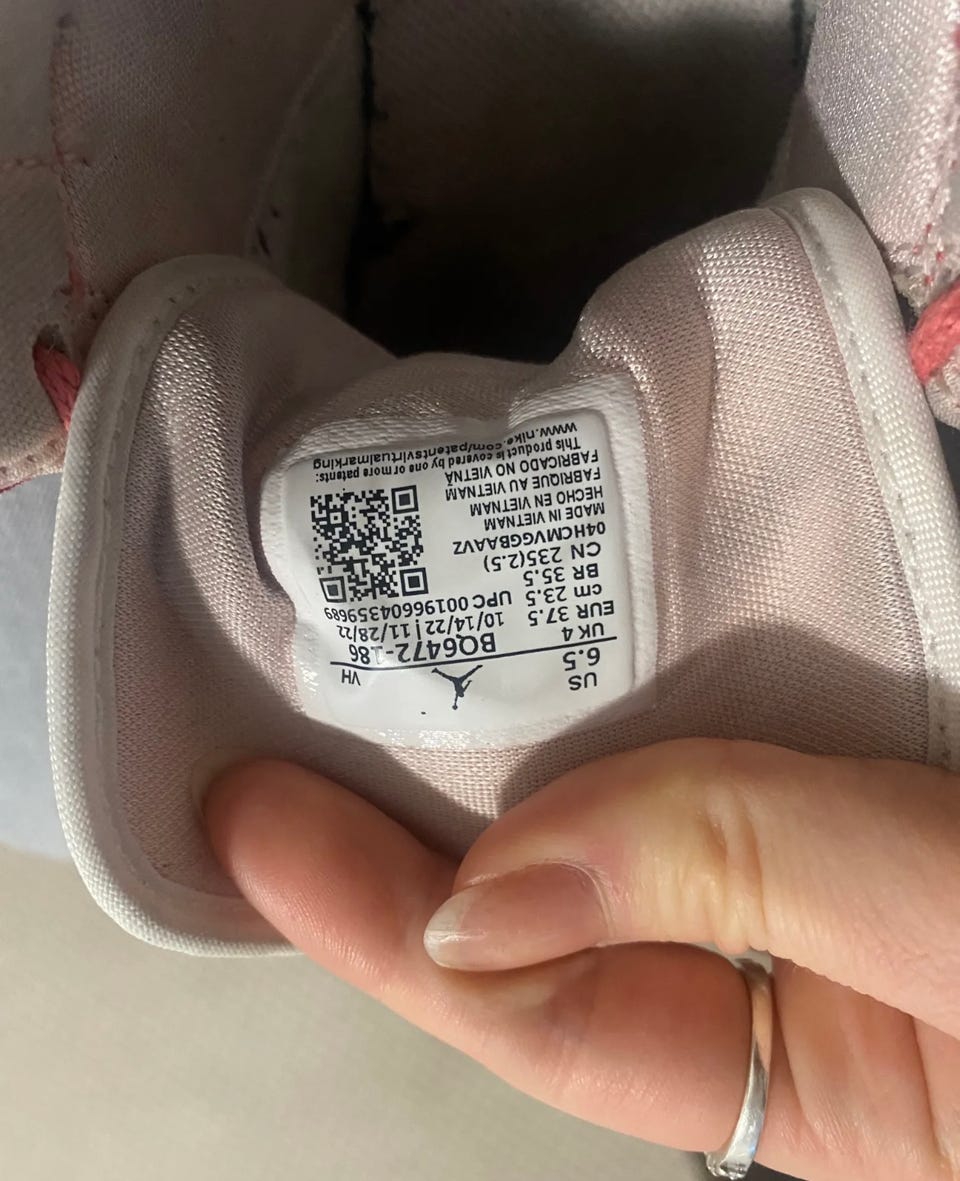 US VH
6.5 BQ6472-186
UK 4 10/14/22 | 11/28/22
EUR 37.5 UPC 00196604359689
cm 23.5
BR 35.5
CN 235(2.5)
04HCMVGGBAAVZ
MADE IN VIETNAM
HECHO EN VIETNAM
FABRIQUE AU VIETNAM
FABRICADO NO VIETNÃ
This product is covered by one or more patents:
www.nike.com/patentsvirtualmarking